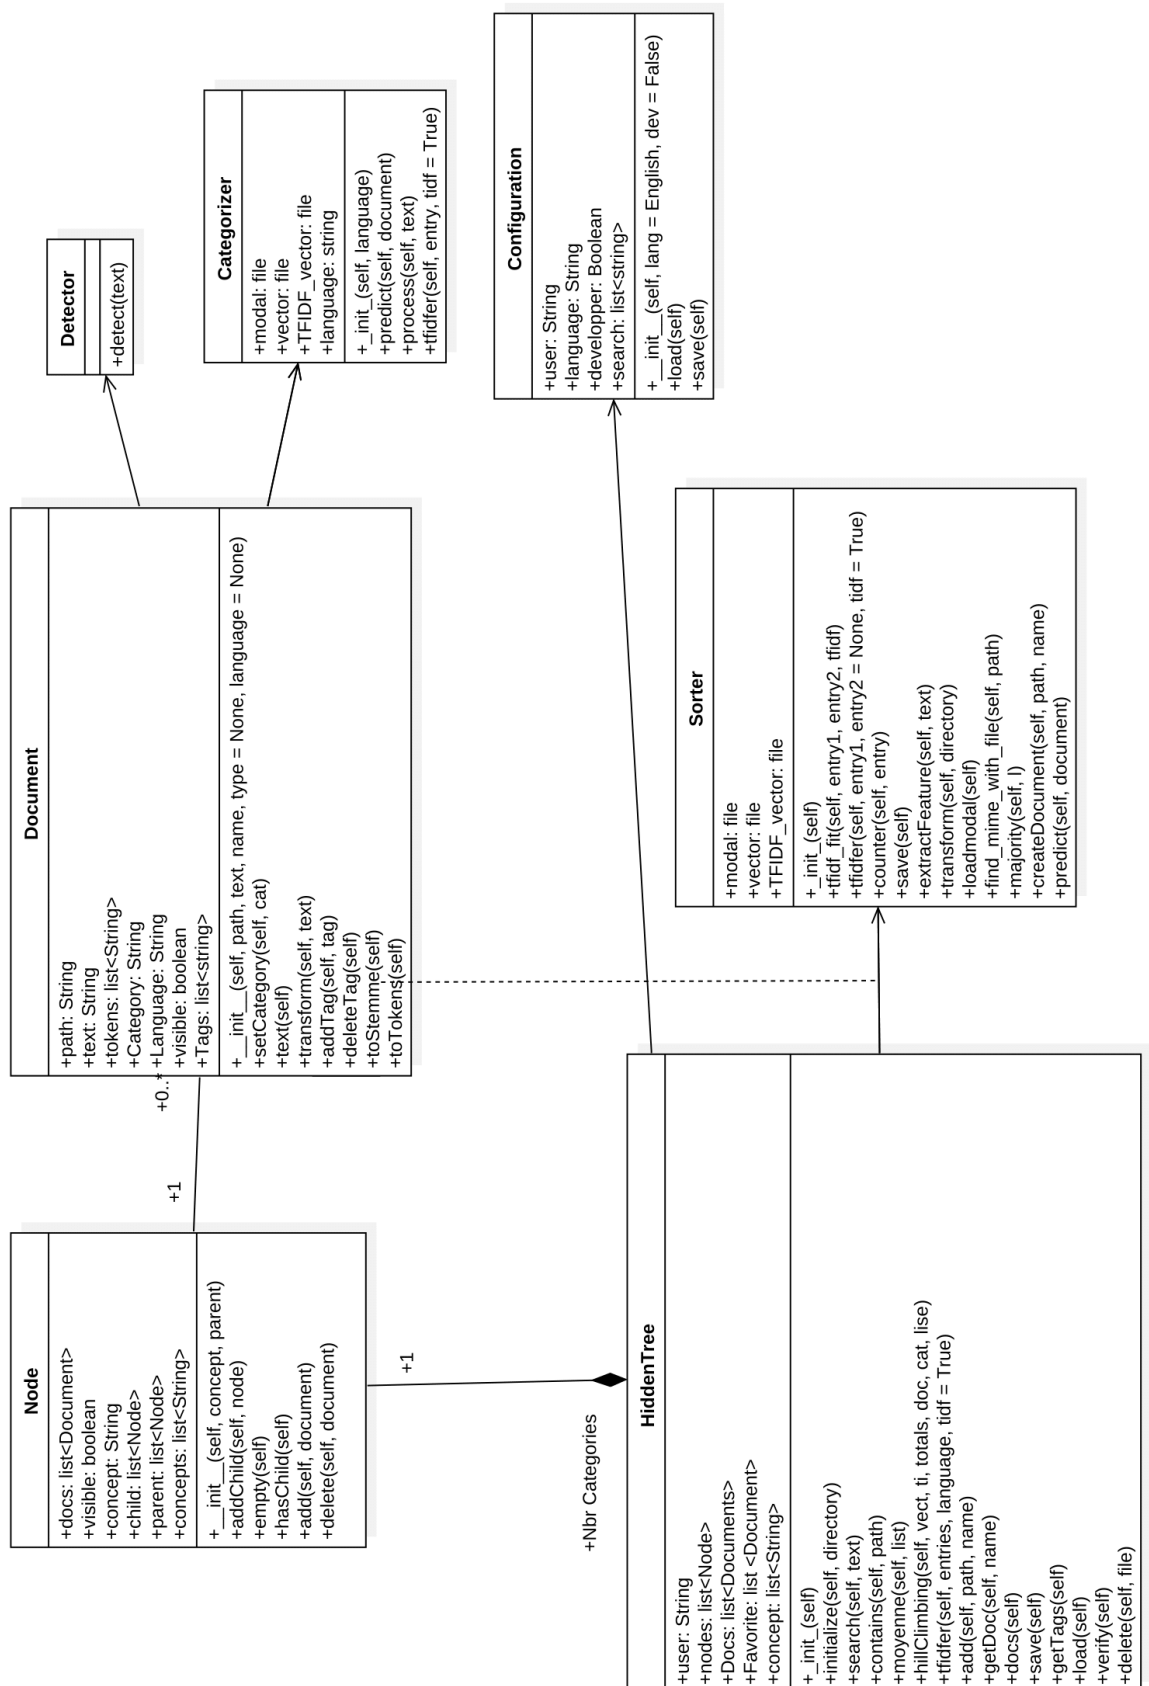 Node
+docs: list<Document>
+visible: boolean
+concept: String
+child: list<Node>
+parent: list<Node>
+concepts: list<String>
+__init__(self, concept, parent)
+addChild(self, node)
+empty(self)
+hasChild(self)
+add(self, document)
+delete(self, document)
+1
+0..*
Document
+path: String
+text: String
+tokens: list<String>
+Category: String
+Language: String
+visible: boolean
+Tags: list<string>
+__init__(self, path, text, name, type = None, language = None)
+setCategory(self, cat)
+text(self)
+transform(self, text)
+addTag(self, tag)
+deleteTag(self)
+toStemme(self)
+toTokens(self)
Detector
+detect(text)
Categorizer
+modal: file
+vector: file
+TFIDF_vector: file
+language: string
+_init_(self, language)
+predict(self, document)
+process(self, text)
+tfidfer(self, entry, tidf = True)
+1
+Nbr Categories
Configuration
+user: String
+language: String
+developper: Boolean
+search: list<string>
+__init__(self, lang = English, dev = False)
+load(self)
+save(self)
HiddenTree
+user: String
+nodes: list<Node>
+Docs: list<Documents>
+Favorite: list <Document>
+concept: list<String>
+_init_(self)
+initialize(self, directory)
+search(self, text)
+contains(self, path)
+moyenne(self, list)
+hillClimbing(self, vect, ti, totals, doc, cat, lise)
+tfidfer(self, entries, language, tidf = True)
+add(self, path, name)
+getDoc(self, name)
+docs(self)
+save(self)
+getTags(self)
+load(self)
+verify(self)
+delete(self, file)
Sorter
+modal: file
+vector: file
+TFIDF_vector: file
+_init_(self)
+tfidf_fit(self, entry1, entry2, tfidf)
+tfidfer(self, entry1, entry2 = None, tidf = True)
+counter(self, entry)
+save(self)
+extractFeature(self, text)
+transform(self, directory)
+loadmodal(self)
+find_mime_with_file(self, path)
+majority(self, l)
+createDocument(self, path, name)
+predict(self, document)